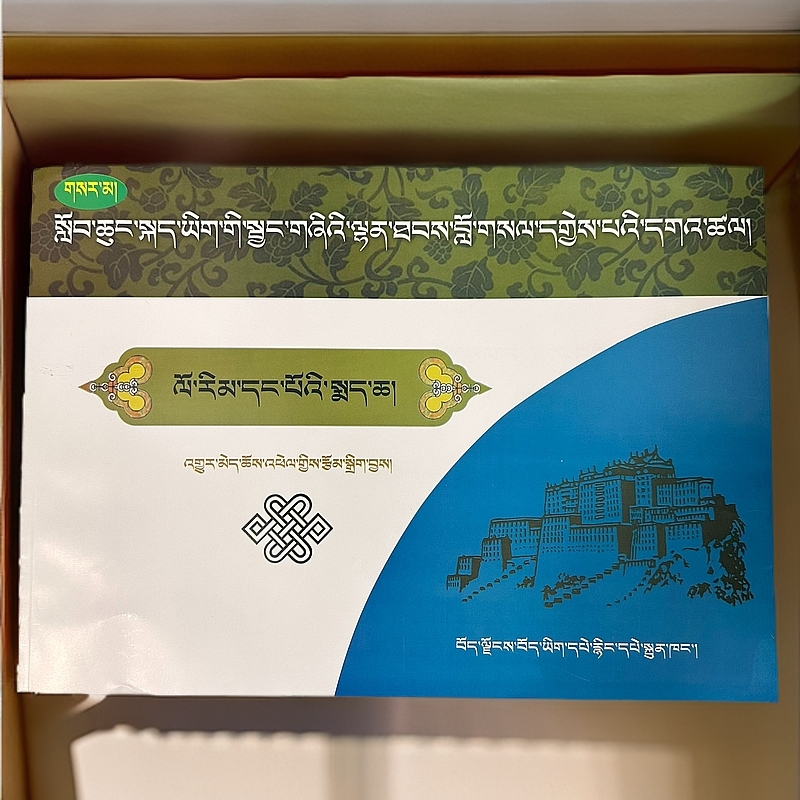 གསར་མ།
སློབ་ཆུང་སྐད་ཡིག་གི་སྦྱང་གཞིའི་ལྷན་ཐབས་བློ་གསལ་དགྱེས་པའི་དགའ་ཚལ།
ལོ་རིམ་དང་པོའི་སྨད་ཆ།
འགྱུར་མེད་ཆོས་འཕེལ་གྱིས་རྩོམ་སྒྲིག་བྱས།
བོད་ལྗོངས་བོད་ཡིག་དཔེ་རྙིང་དཔེ་སྐྲུན་ཁང་།